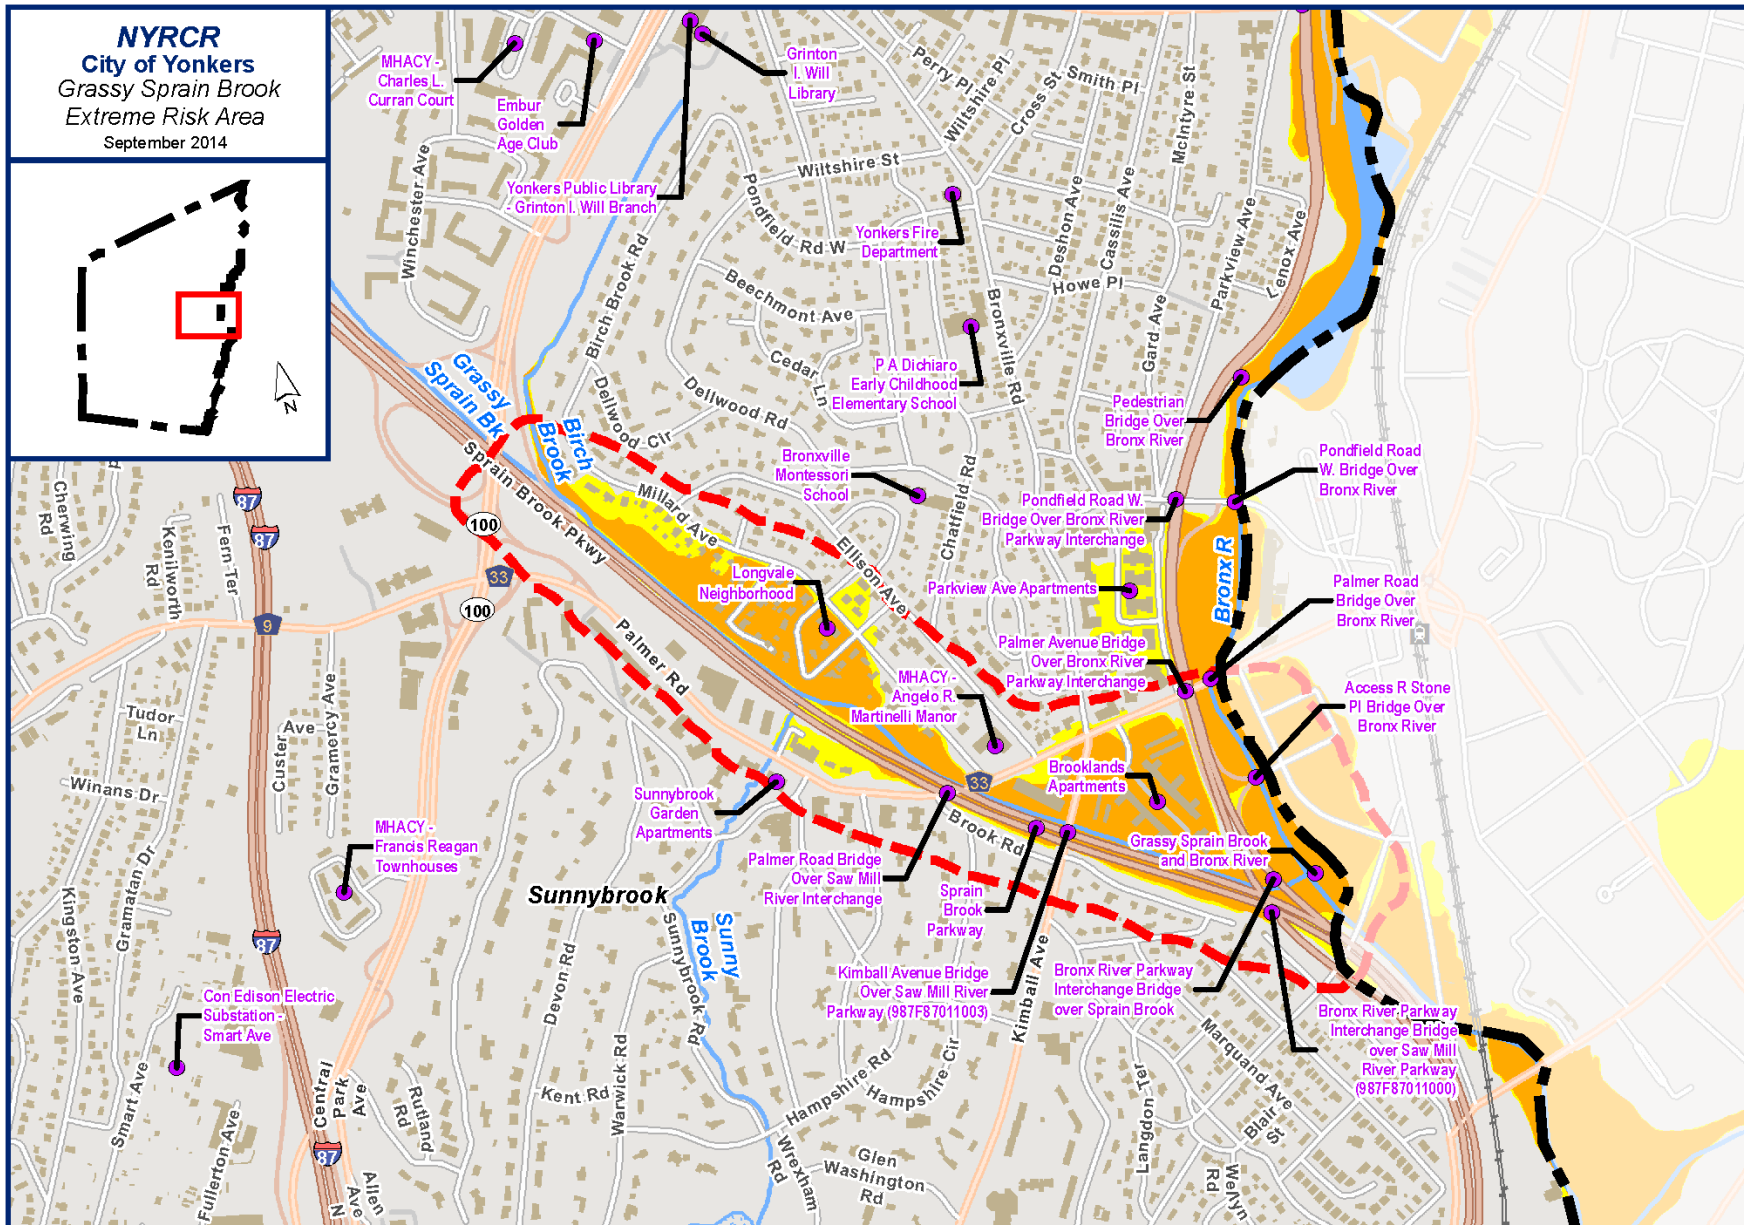 NYRCR
City of Yonkers
Grassy Sprain Brook
Extreme Risk Area
September 2014
N
MHACY -
Charles L.
Curran Court
Embur
Golden
Age Club
Grinton
I. Will
Library
Yonkers Public Library
- Grinton I. Will Branch
Yonkers Fire
Department
P A Dichiaro
Early Childhood
Elementary School
Bronxville
Montessori
School
Pedestrian
Bridge Over
Bronx River
Pondfield Road
W. Bridge Over
Bronx River
Pondfield Road W.
Bridge Over Bronx River
Parkway Interchange
Parkview Ave Apartments
Palmer Road
Bridge Over
Bronx River
Palmer Avenue Bridge
Over Bronx River
Parkway Interchange
Access R Stone
Pl Bridge Over
Bronx River
Longvale
Neighborhood
MHACY -
Angelo R.
Martinelli Manor
Brooklands
Apartments
Sunnybrook
Garden
Apartments
Grassy Sprain Brook
and Bronx River
Palmer Road Bridge
Over Saw Mill
River Interchange
Sprain
Brook
Parkway
MHACY -
Francis Reagan
Townhouses
Kimball Avenue Bridge
Over Saw Mill River
Parkway (987F87011003)
Bronx River Parkway
Interchange Bridge
over Sprain Brook
Bronx River Parkway
Interchange Bridge
over Saw Mill
River Parkway
(987F87011000)
Con Edison Electric
Substation -
Smart Ave
Sunnybrook
Grassy
Sprain Bk
Birch
Brook
Bronx R
Sunny
Brook
Perry Pl
Wiltshire Pl
Cross St
Smith Pl
McIntyre St
Wiltshire St
Winchester Ave
Pondfield Rd W
Birch Brook Rd
Beechmont Ave
Deshon Ave
Cassilis Ave
Parkview Ave
Lenox Ave
Howe Pl
Bronxville Rd
Gard Ave
Cedar Ln
Dellwood Rd
Dellwood Cir
Chatfield Rd
Sprain Brook Pkwy
Millard Ave
Ellison Ave
Palmer Rd
Cherwing
Rd
Kenilworth
Rd
Fern Ter
Tudor
Ln
Custer Ave
Gramercy Ave
Winans Dr
Gramatan Dr
Kingston Ave
Smart Ave
Fullerton Ave
Central
Park
Ave
Rutland
Rd
Allen
Ave
N
Devon Rd
Kent Rd
Warwick Rd
Sunnybrook Rd
Brook Rd
Kimball Ave
Hampshire Rd
Hampshire Cir
Wrexham
Rd
Glen
Washington
Rd
Langdon Ter
Marquand Ave
Blair
St
Welyn
Rd
87
87
87
87
9
100
100
33
33